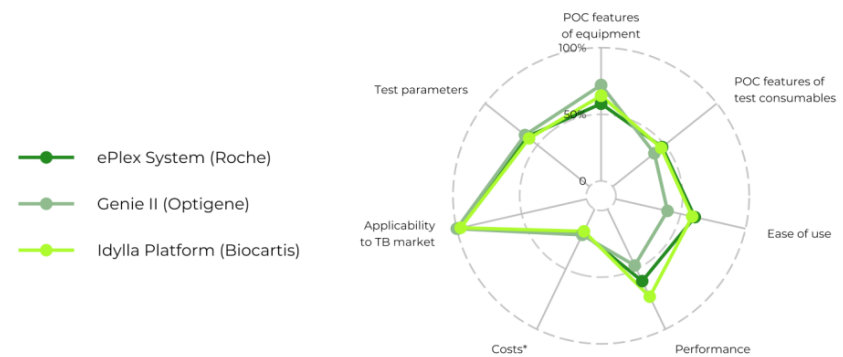 POC features
of equipment
100%
POC features of
test consumables
Test parameters
50%
ePlex System (Roche)
0
Genie II (Optigene)
Applicability
to TB market
Ease of use
Idylla Platform (Biocartis)
Costs*
Performance